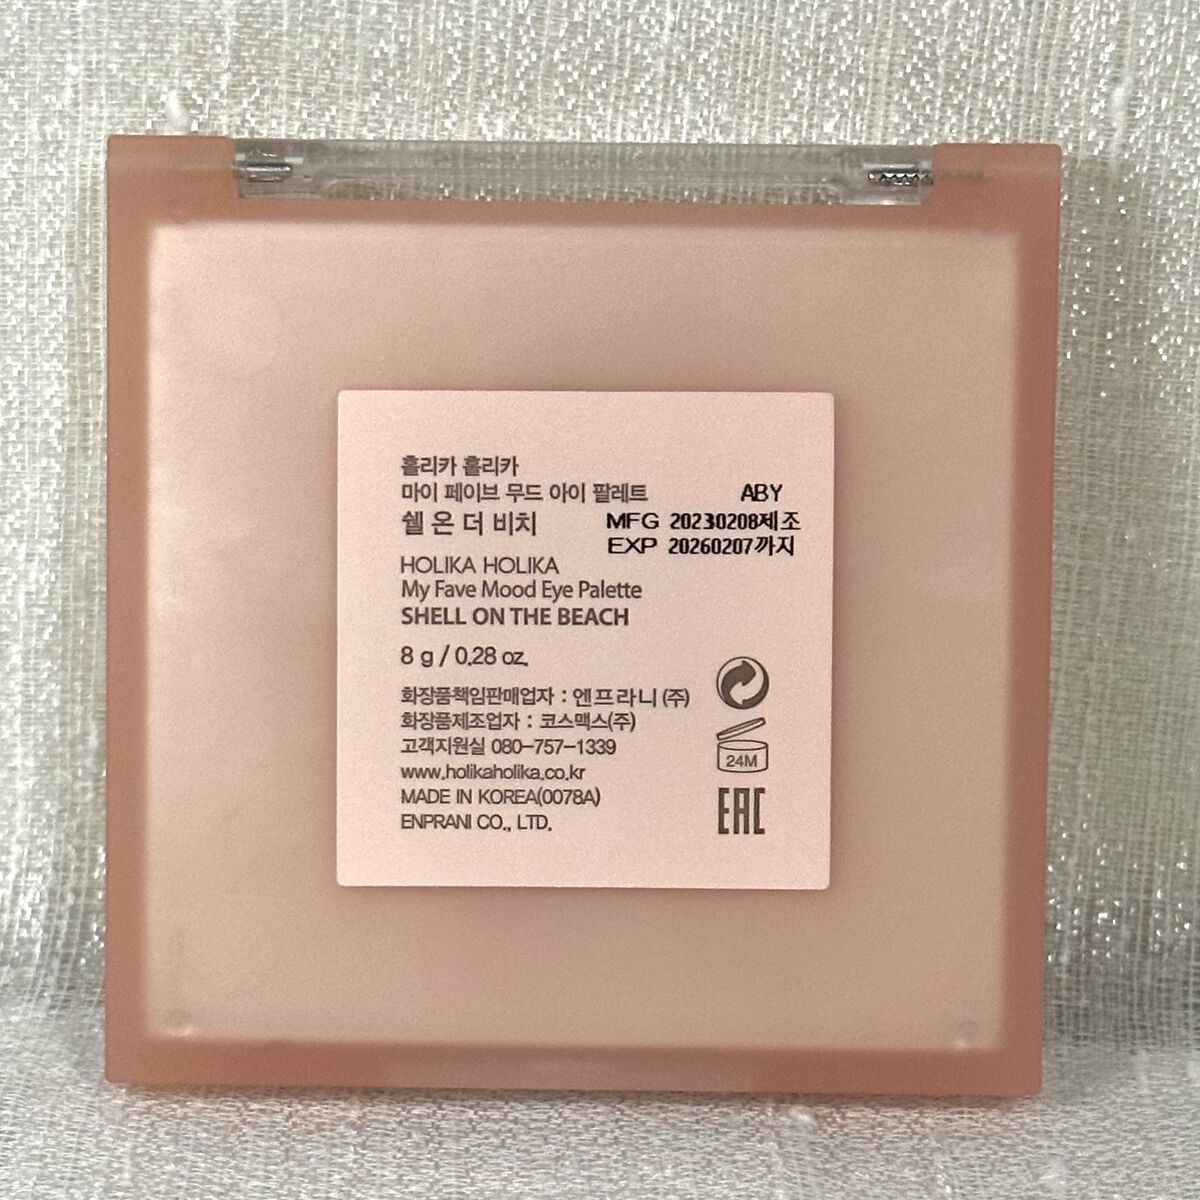 홀리카 홀리카
마이 페이브 무드 아이 팔레트
쉘 온 더 비치
ABY
MFG 20230208제조
EXP 20260207까지
HOLIKA HOLIKA
My Fave Mood Eye Palette
SHELL ON THE BEACH
8 g / 0.28 oz.
화장품책임판매업자 : 엔프라니 (주)
화장품제조업자 : 코스맥스(주)
고객지원실 080-757-1339
www.holikaholika.co.kr
MADE IN KOREA(0078A)
ENPRANI CO., LTD.
24M
EAC